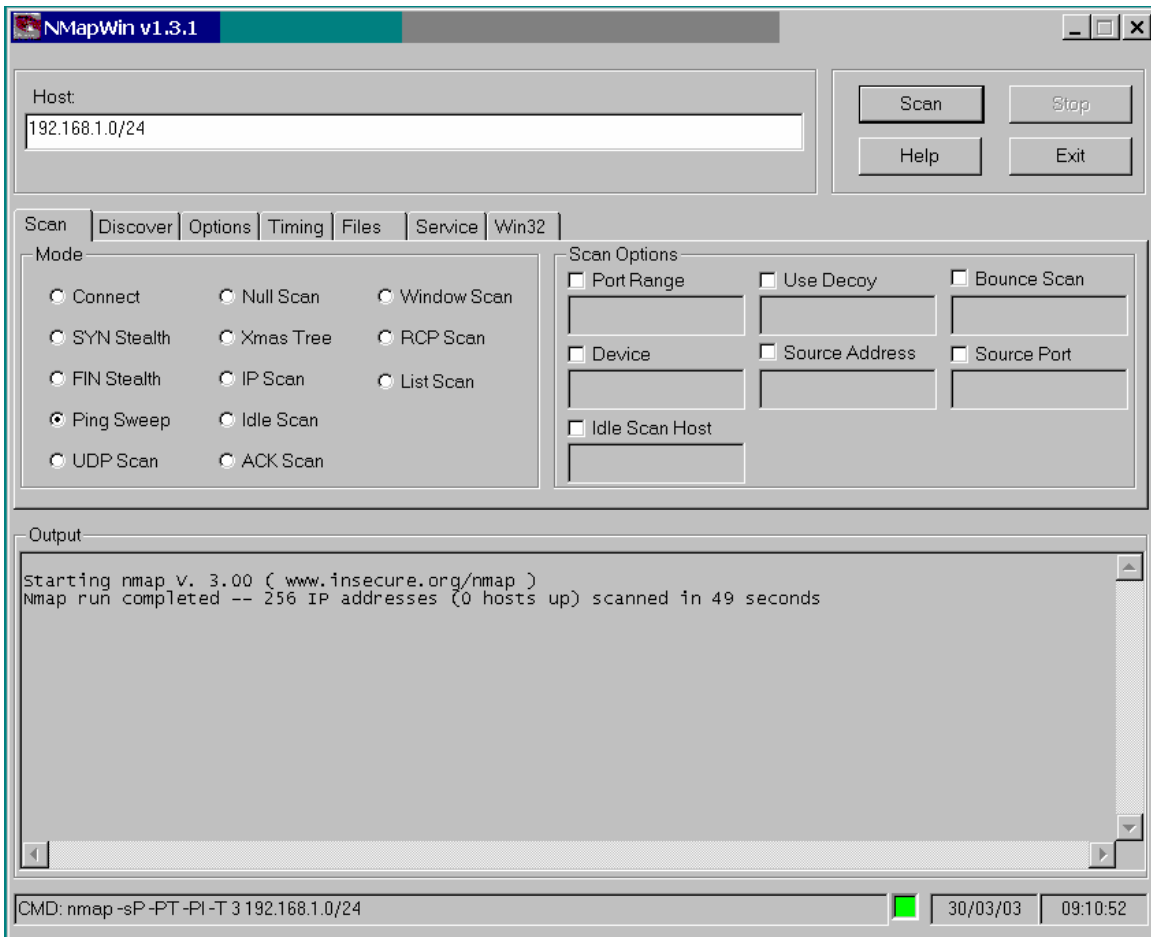 NMapWin v1.3.1
Host:
192.168.1.0/24
Scan Stop
Help Exit
Scan Discover Options Timing Files Service Win32
Mode
Connect Null Scan Window Scan
SYN Stealth Xmas Tree RCP Scan
FIN Stealth IP Scan List Scan
Ping Sweep Idle Scan
UDP Scan ACK Scan
Scan Options
Port Range Use Decoy Bounce Scan
Device Source Address Source Port
Idle Scan Host
Output
Starting nmap V. 3.00 ( www.insecure.org/nmap )
Nmap run completed -- 256 IP addresses (0 hosts up) scanned in 49 seconds
CMD: nmap -sP -PT -PI -T 3 192.168.1.0/24 30/03/03 09:10:52